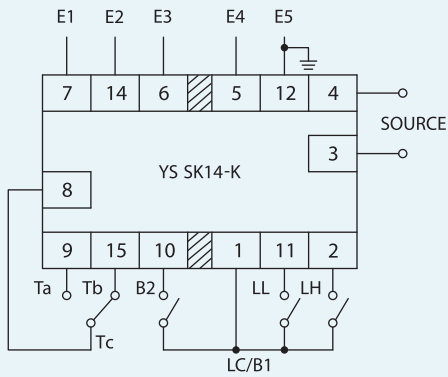 E1 E2 E3 E4 E5
7 14 6 5 12 4
SOURCE
3
YS SK14-K
8
9 15 10 1 11 2
Ta Tb B2 LL LH
Tc
LC/B1